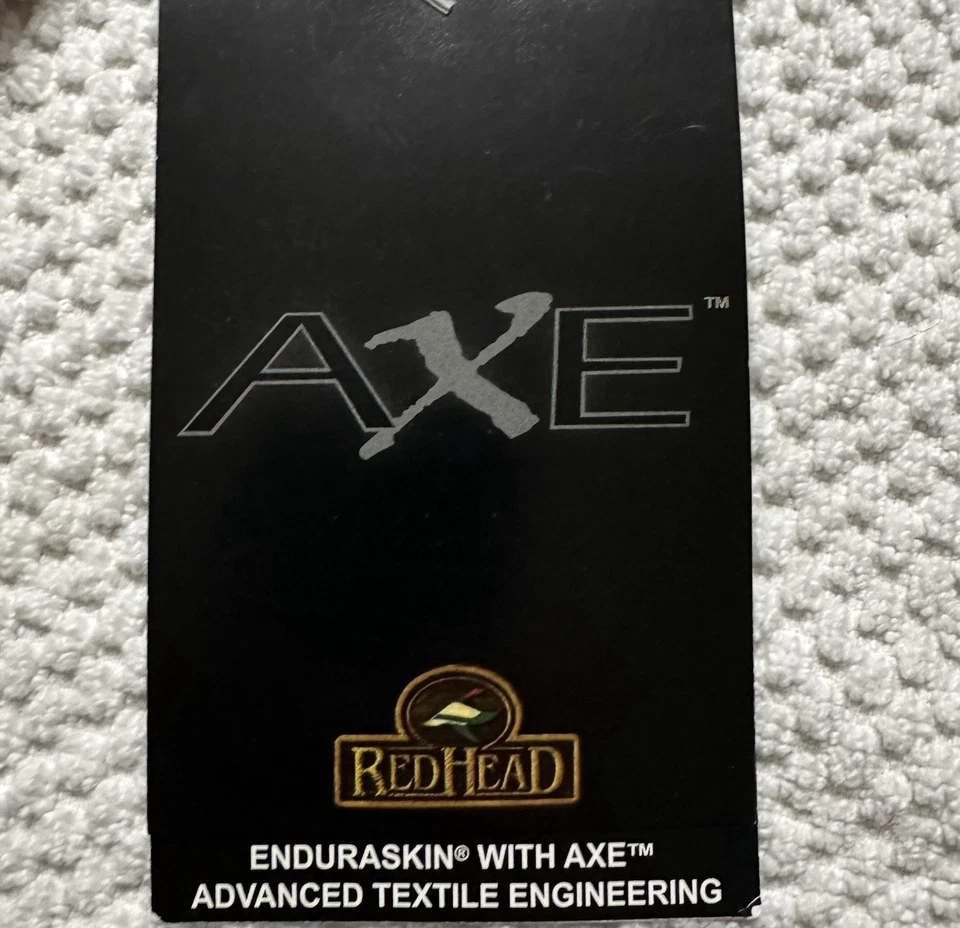 AXE™
REDHEAD
ENDURASKIN® WITH AXE™
ADVANCED TEXTILE ENGINEERING